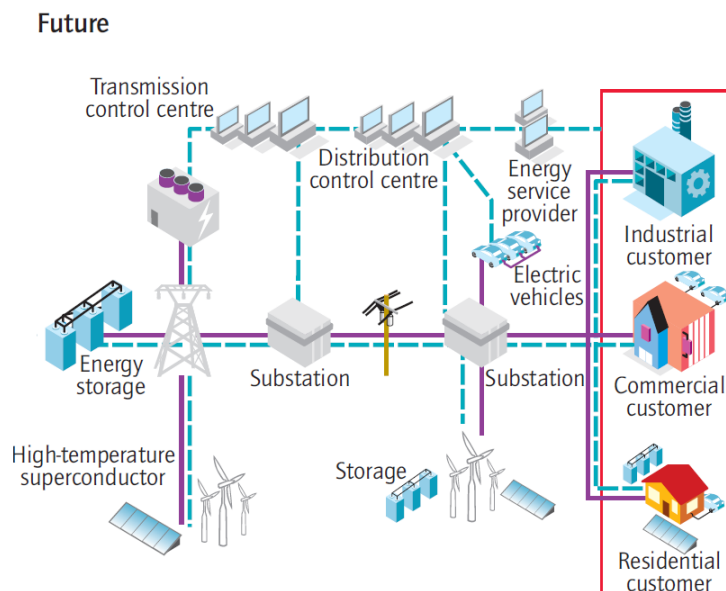 Future
Transmission
control centre
Distribution
control centre
Energy
service
provider
Industrial
customer
Electric
vehicles
Energy
storage
Substation
Substation
Commercial
customer
High-temperature
superconductor
Storage
Residential
customer